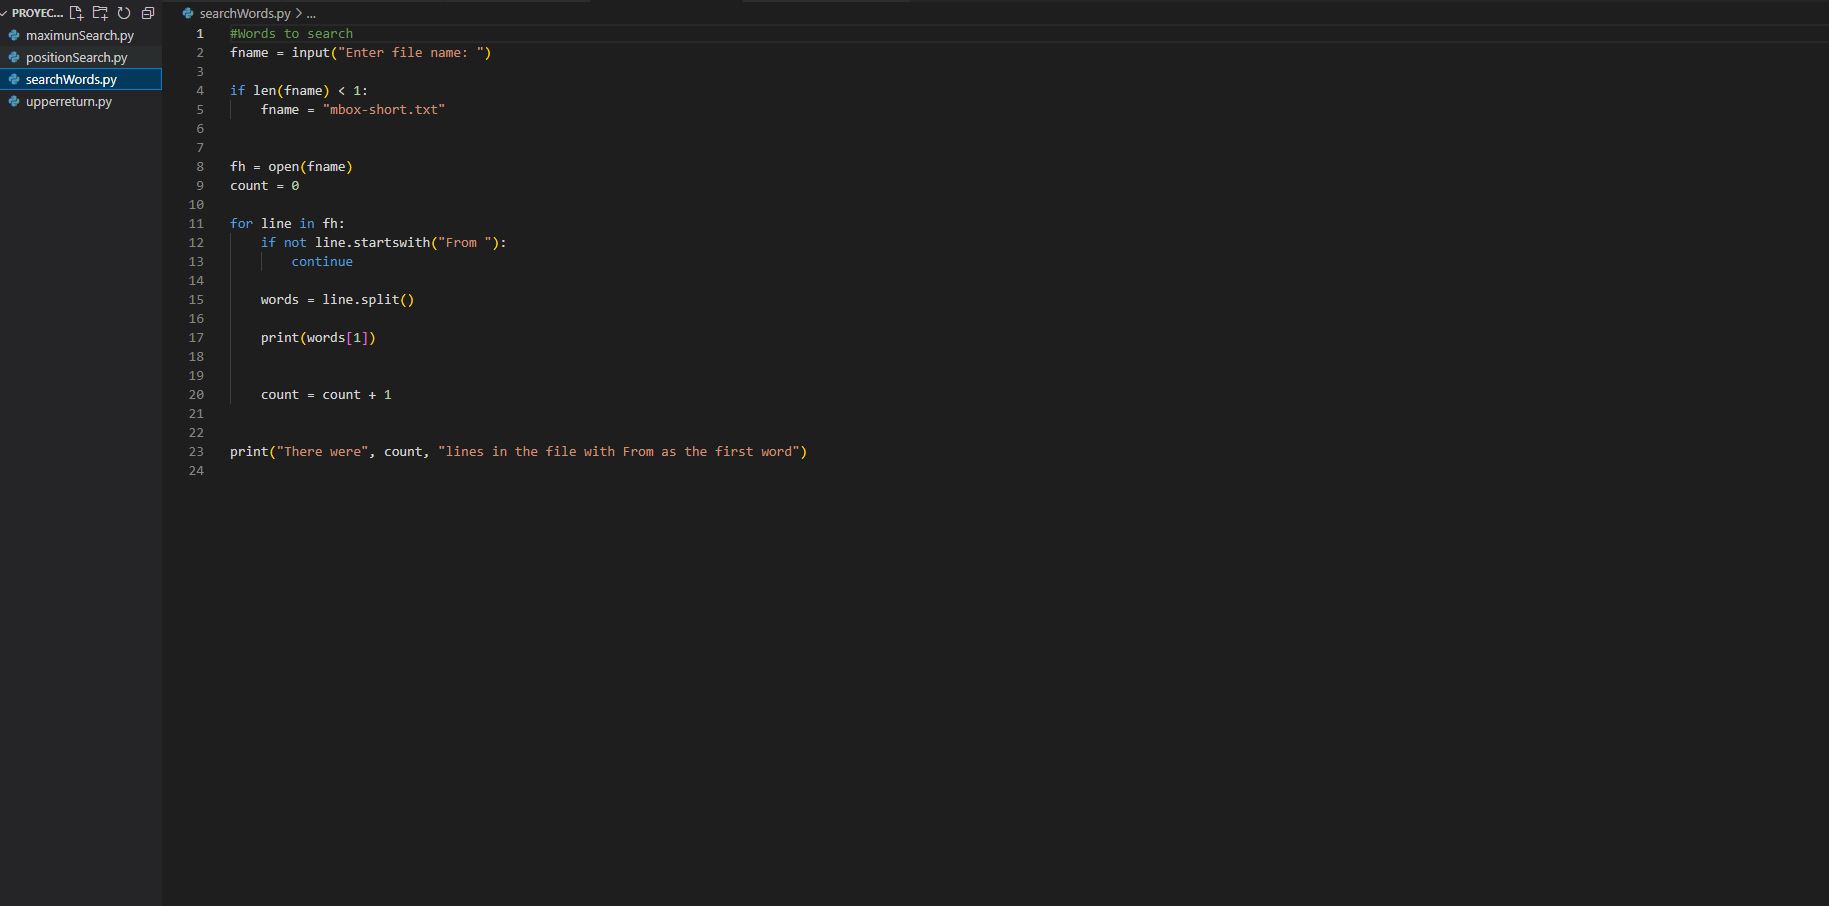 PROYEC...
maximunSearch.py
positionSearch.py
searchWords.py
upperreturn.py
searchWords.py > ...
1 #Words to search
2 fname = input("Enter file name: ")
3
4 if len(fname) < 1:
5     fname = "mbox-short.txt"
6
7
8 fh = open(fname)
9 count = 0
10
11 for line in fh:
12     if not line.startswith("From "):
13         continue
14
15     words = line.split()
16
17     print(words[1])
18
19
20     count = count + 1
21
22
23 print("There were", count, "lines in the file with From as the first word")
24